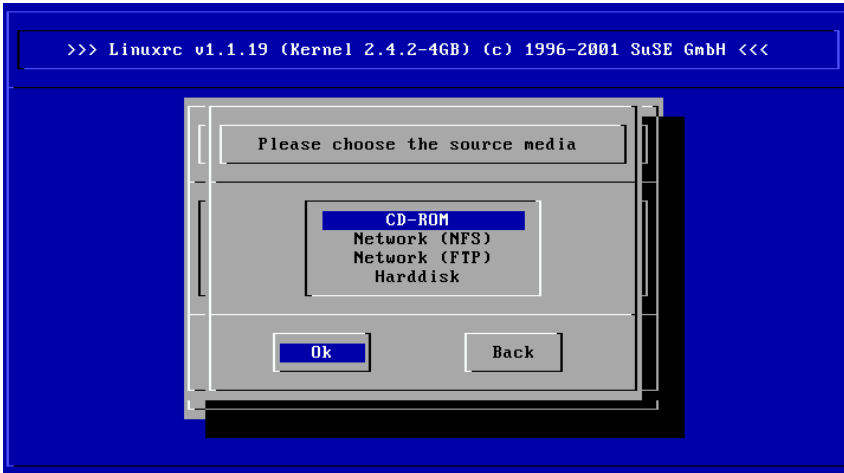 >>> Linuxrc v1.1.19 (Kernel 2.4.2-4GB) (c) 1996-2001 SuSE GmbH <<<
Please choose the source media
CD-ROM
Network (NFS)
Network (FTP)
Harddisk
Ok Back